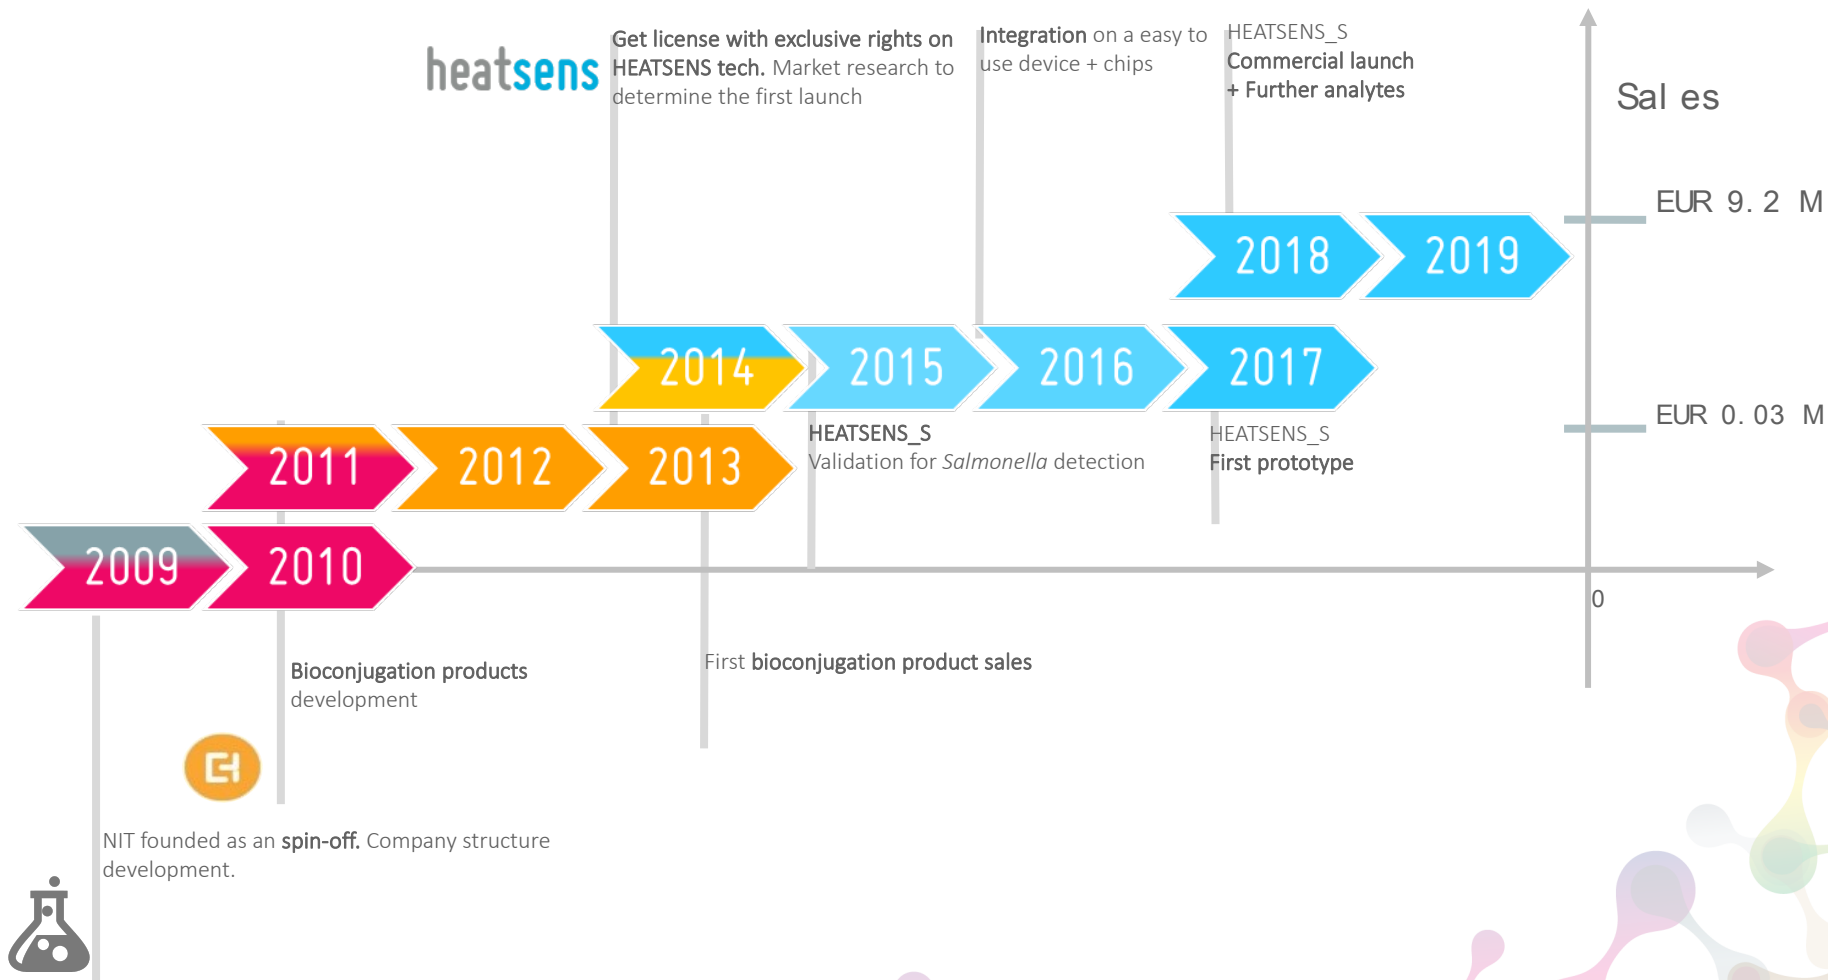 heatsens
Get license with exclusive rights on
HEATSENS tech. Market research to
determine the first launch
Integration on a easy to
use device + chips
HEATSENS_S
Commercial launch
+ Further analytes
Sal es
EUR 9. 2 M
2018
2019
2014
2015
2016
2017
EUR 0. 03 M
HEATSENS_S
Validation for Salmonella detection
HEATSENS_S
First prototype
2011
2012
2013
2009
2010
0
Bioconjugation products
development
First bioconjugation product sales
NIT founded as an spin-off. Company structure
development.